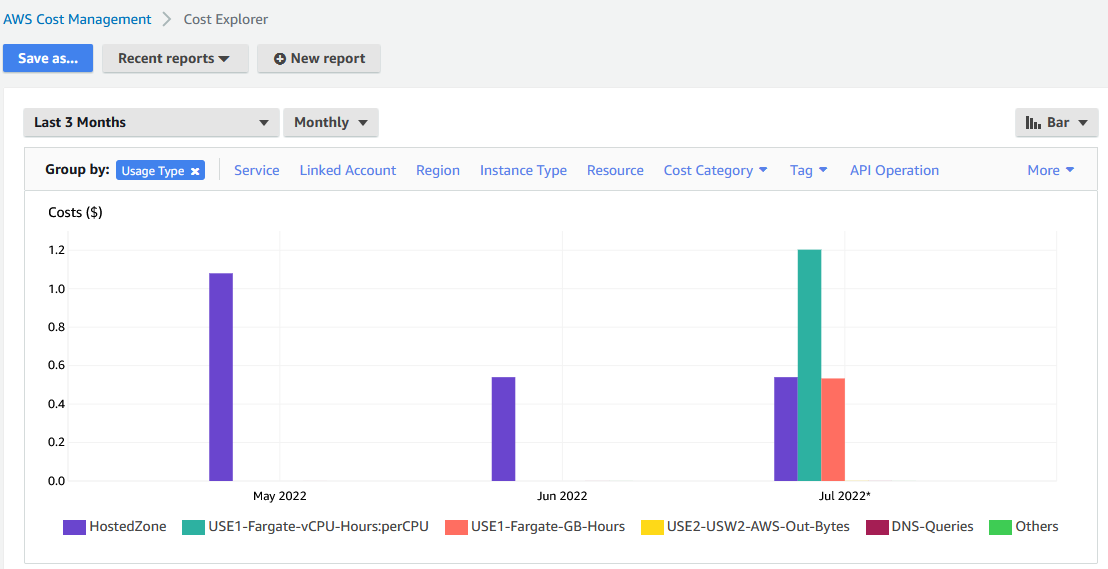 AWS Cost Management > Cost Explorer
Save as... Recent reports New report
Last 3 Months Monthly Bar
Group by: Usage Type × Service Linked Account Region Instance Type Resource Cost Category Tag API Operation More
Costs ($)
1.2
1.0
0.8
0.6
0.4
0.2
0.0
May 2022 Jun 2022 Jul 2022*
HostedZone USE1-Fargate-vCPU-Hours:perCPU USE1-Fargate-GB-Hours USE2-USW2-AWS-Out-Bytes DNS-Queries Others